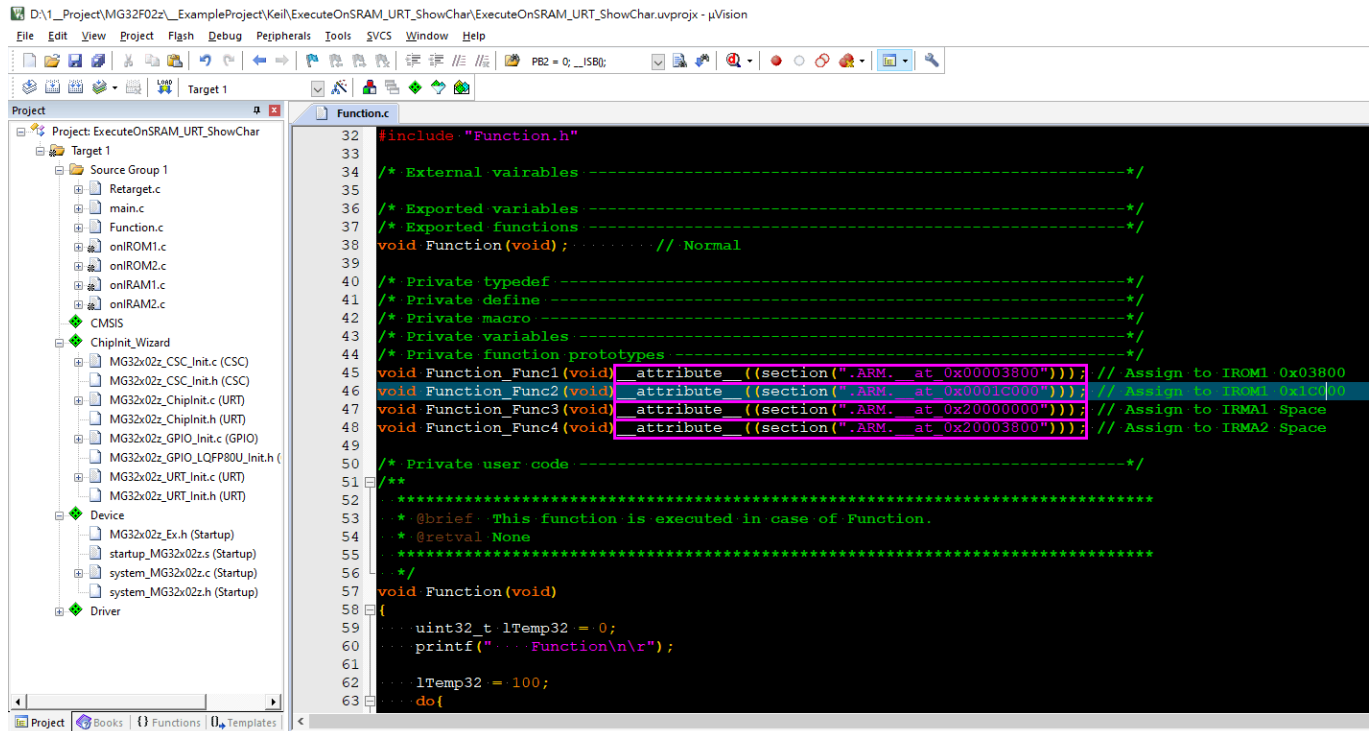 D:\1_Project\MG32F02z\_ExampleProject\Keil\ExecuteOnSRAM_URT_ShowChar\ExecuteOnSRAM_URT_ShowChar.uvprojx - µVision
File Edit View Project Flash Debug Peripherals Tools SVCS Window Help
PB2 = 0; __ISB();
LOAD Target 1
Project
Project: ExecuteOnSRAM_URT_ShowChar
Target 1
Source Group 1
Retarget.c
main.c
Function.c
onIROM1.c
onIROM2.c
onIRAM1.c
onIRAM2.c
CMSIS
ChipInit_Wizard
MG32x02z_CSC_Init.c (CSC)
MG32x02z_CSC_Init.h (CSC)
MG32x02z_ChipInit.c (URT)
MG32x02z_ChipInit.h (URT)
MG32x02z_GPIO_Init.c (GPIO)
MG32x02z_GPIO_LQFP80U_Init.h (
MG32x02z_URT_Init.c (URT)
MG32x02z_URT_Init.h (URT)
Device
MG32x02z_Ex.h (Startup)
startup_MG32x02z.s (Startup)
system_MG32x02z.c (Startup)
system_MG32x02z.h (Startup)
Driver
Project Books Functions Templates
Function.c
32 #include "Function.h"
33
34 /* External vairables --------------------------------------------------------*/
35
36 /* Exported variables --------------------------------------------------------*/
37 /* Exported functions --------------------------------------------------------*/
38 void Function(void); // Normal
39
40 /* Private typedef -----------------------------------------------------------*/
41 /* Private define ------------------------------------------------------------*/
42 /* Private macro -------------------------------------------------------------*/
43 /* Private variables ---------------------------------------------------------*/
44 /* Private function prototypes -----------------------------------------------*/
45 void Function_Func1(void)__attribute__((section(".ARM.__at_0x00003800"))); // Assign to IROM1 0x03800
46 void Function_Func2(void)__attribute__((section(".ARM.__at_0x0001C000"))); // Assign to IROM1 0x1C000
47 void Function_Func3(void)__attribute__((section(".ARM.__at_0x20000000"))); // Assign to IRMA1 Space
48 void Function_Func4(void)__attribute__((section(".ARM.__at_0x20003800"))); // Assign to IRMA2 Space
49
50 /* Private user code ---------------------------------------------------------*/
51 /**
52 *******************************************************************************
53 * @brief This function is executed in case of Function.
54 * @retval None
55 *******************************************************************************
56 */
57 void Function(void)
58 {
59 uint32_t lTemp32 = 0;
60 printf(" Function\n\r");
61
62 lTemp32 = 100;
63 do{